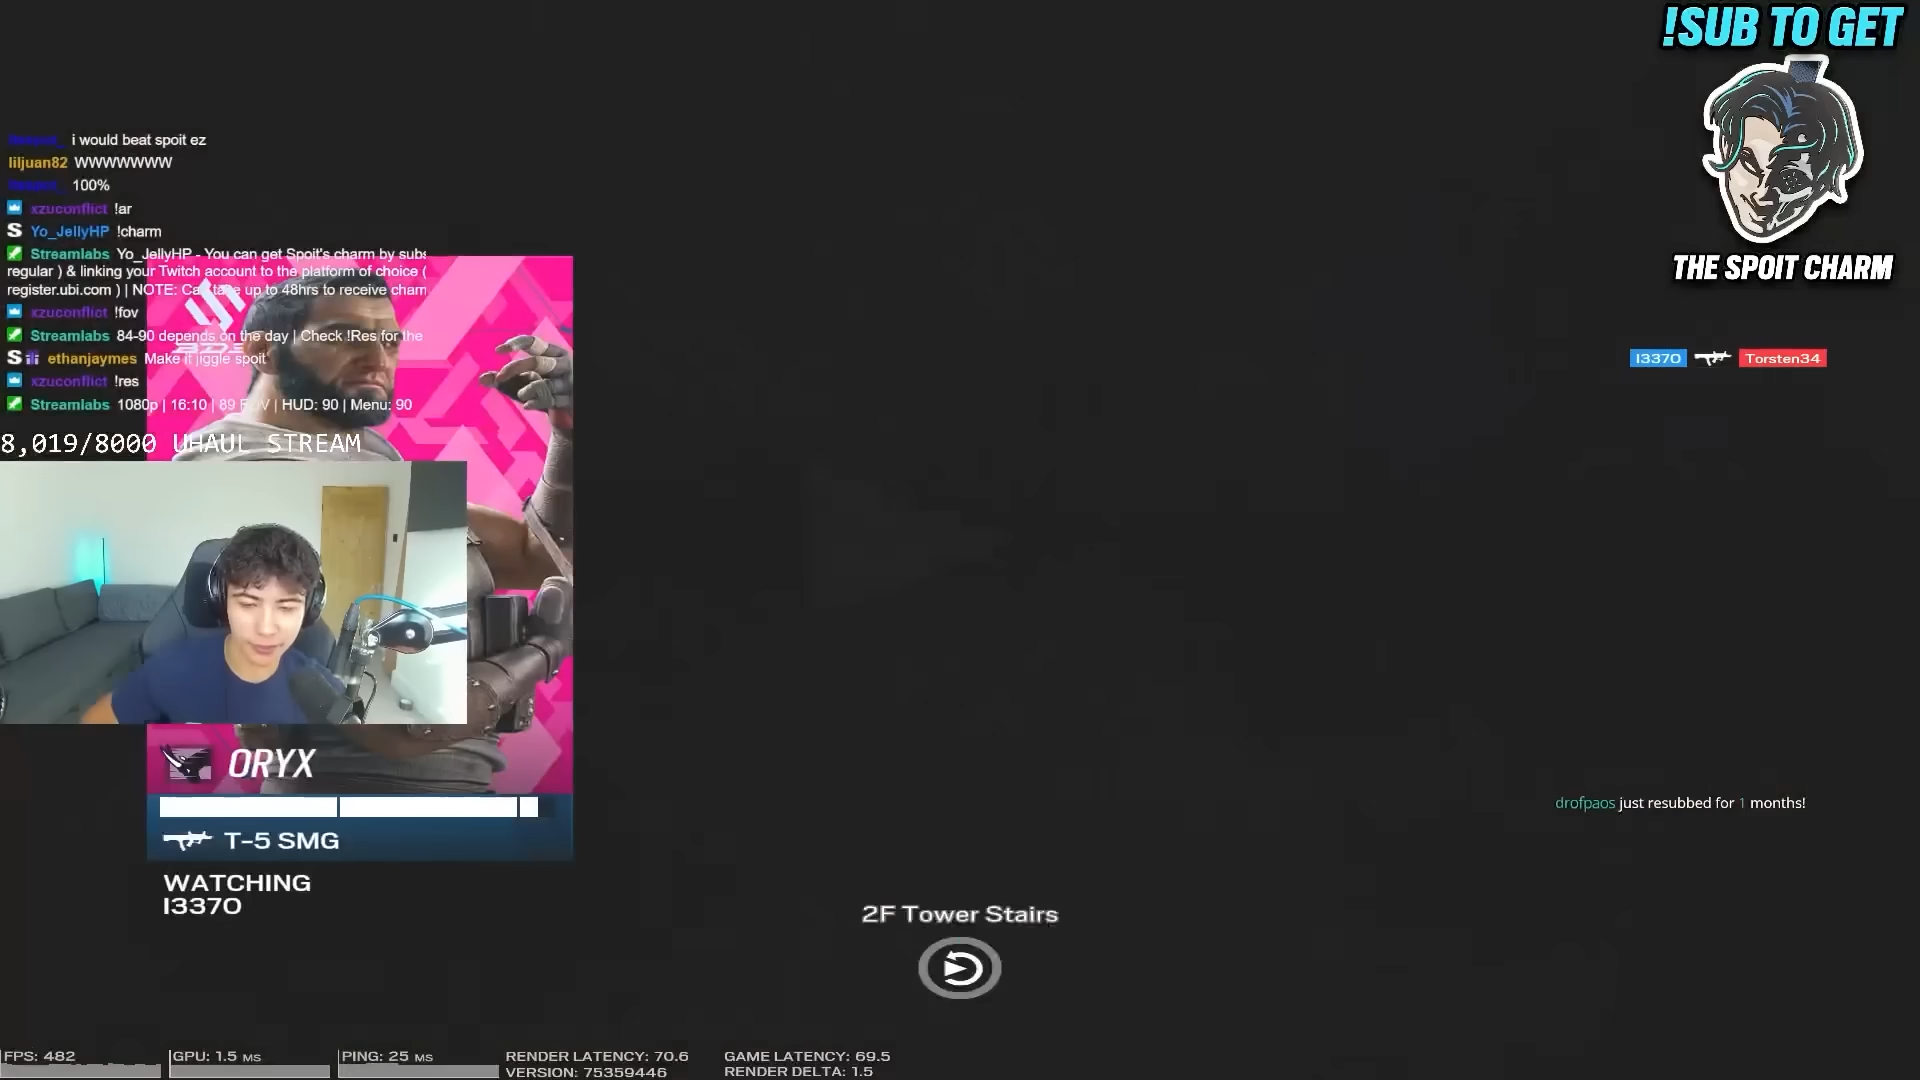 !SUB TO GET
THE SPOIT CHARM
i would beat spoit ez
liljuan82 WWWWWWW
100%
xzuconflict !ar
Yo_JellyHP !charm
Streamlabs Yo_JellyHP - You can get Spoit's charm by subs
regular ) & linking your Twitch account to the platform of choice (
register.ubi.com ) | NOTE: Can take up to 48hrs to receive charm
xzuconflict !fov
Streamlabs 84-90 depends on the day | Check !Res for the
ethanjaymes Make it jiggle spoit
xzuconflict !res
Streamlabs 1080p | 16:10 | 89 FOV | HUD: 90 | Menu: 90
8,019/8000 UHAUL STREAM
I337O Torsten34
ORYX
T-5 SMG
WATCHING
I337O
drofpaos just resubbed for 1 months!
2F Tower Stairs
FPS: 482 GPU: 1.5 MS PING: 25 MS RENDER LATENCY: 70.6 GAME LATENCY: 69.5
VERSION: 75359446 RENDER DELTA: 1.5